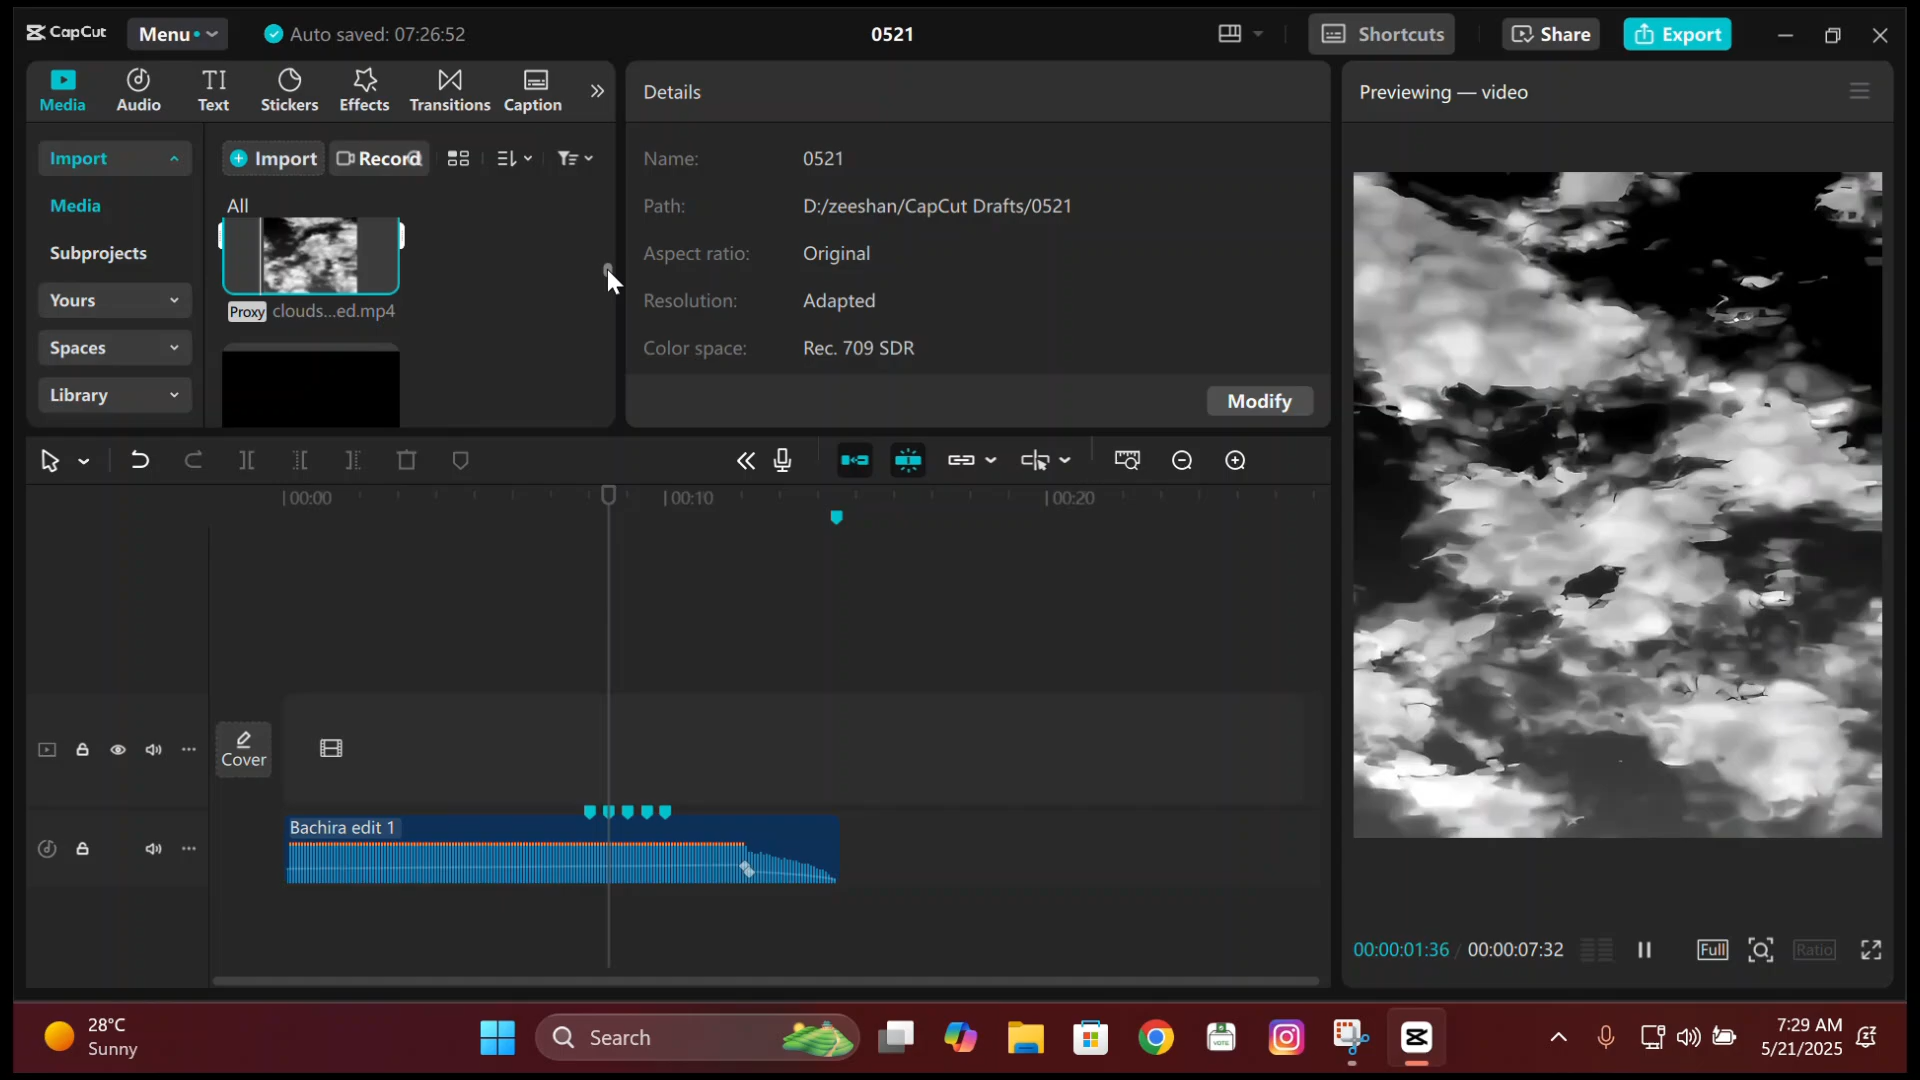 CapCut
Menu
Auto saved: 07:26:52
0521
Shortcuts
Share
Export
Media
Audio
TI
Text
Stickers
Effects
Transitions
Caption
Details
Previewing — video
Import
Import
Record
Media
All
Subprojects
Yours
Spaces
Library
Proxy clouds...ed.mp4
Name: 0521
Path: D:/zeeshan/CapCut Drafts/0521
Aspect ratio: Original
Resolution: Adapted
Color space: Rec. 709 SDR
Modify
00:00
00:10
00:20
Cover
Bachira edit 1
00:00:01:36 / 00:00:07:32
Full
Ratio
28°C
Sunny
Search
VOTE
7:29 AM
5/21/2025